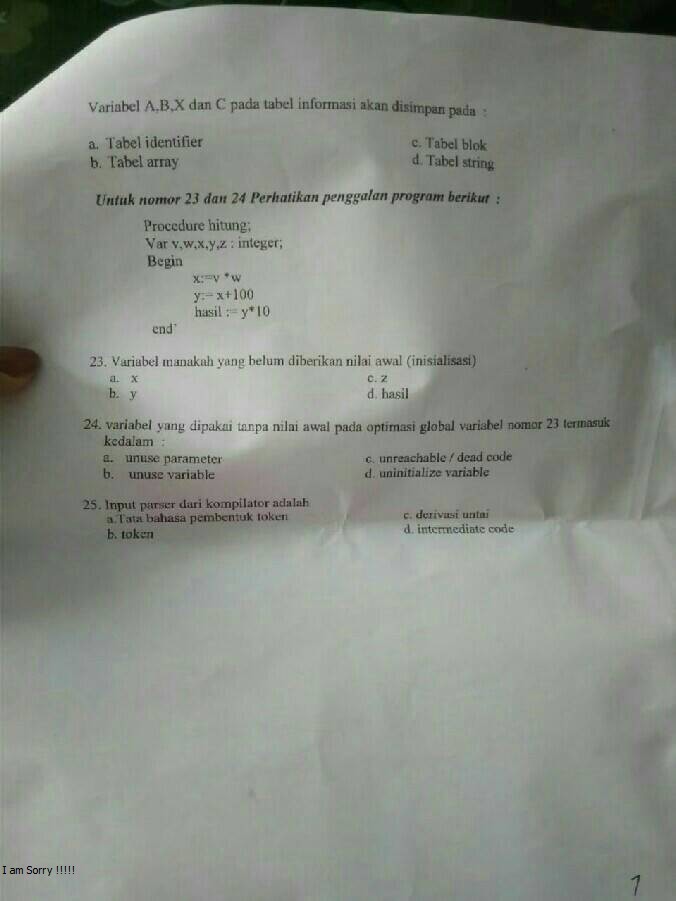 Variabel A,B,X dan C pada tabel informasi akan disimpan pada :
a. Tabel identifier c. Tabel blok
b. Tabel array d. Tabel string
Untuk nomor 23 dan 24 Perhatikan penggalan program berikut :
Procedure hitung;
Var v,w,x,y,z : integer;
Begin
x:=v *w
y:= x+100
hasil := y*10
end`
23. Variabel manakah yang belum diberikan nilai awal (inisialisasi)
a. x c. z
b. y d. hasil
24. variabel yang dipakai tanpa nilai awal pada optimasi global variabel nomor 23 termasuk
kedalam :
a. unuse parameter c. unreachable / dead code
b. unuse variable d. uninitialize variable
25. Input parser dari kompilator adalah
a.Tata bahasa pembentuk token c. derivasi untai
b. token d. intermediate code
I am Sorry !!!!!
7